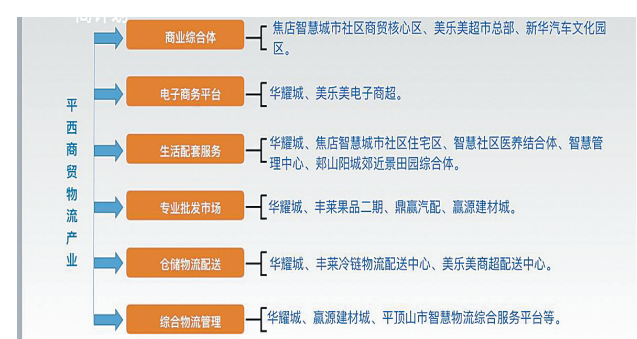 商业综合体
焦店智慧城市社区商贸核心区、美乐美超市总部、新华汽车文化园
区。
电子商务平台
华耀城、美乐美电子商超。
平西商贸物流产业
生活配套服务
华耀城、焦店智慧城市社区住宅区、智慧社区医养结合体、智慧管
理中心、郏山阳城郊近景田园综合体。
专业批发市场
华耀城、丰莱果品二期、鼎赢汽配、赢源建材城。
仓储物流配送
华耀城、丰莱冷链物流配送中心、美乐美商超配送中心。
综合物流管理
华耀城、赢源建材城、平顶山市智慧物流综合服务平台等。